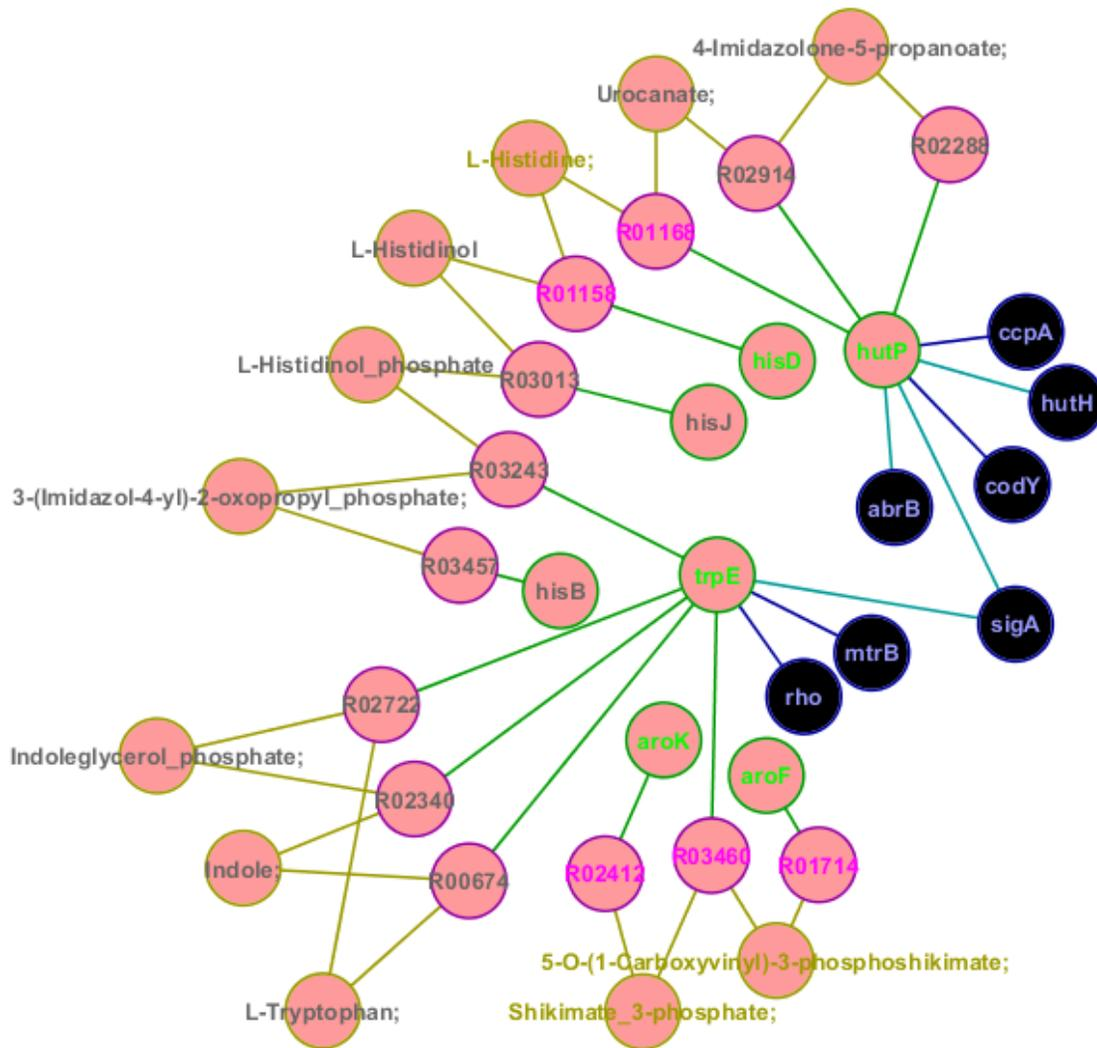 4-Imidazolone-5-propanoate;
Urocanate;
R02288
L-Histidine;
R02914
R01168
L-Histidinol
R01158
ccpA
hutP
hisD
L-Histidinol_phosphate
R03013
hutH
hisJ
R03243
codY
3-(Imidazol-4-yl)-2-oxopropyl_phosphate;
abrB
R03457
trpE
hisB
sigA
mtrB
rho
R02722
aroK
Indoleglycerol_phosphate;
aroF
R02340
R03460
R01714
Indole;
R00674
R02412
5-O-(1-Carboxyvinyl)-3-phosphoshikimate;
L-Tryptophan;
Shikimate_3-phosphate;